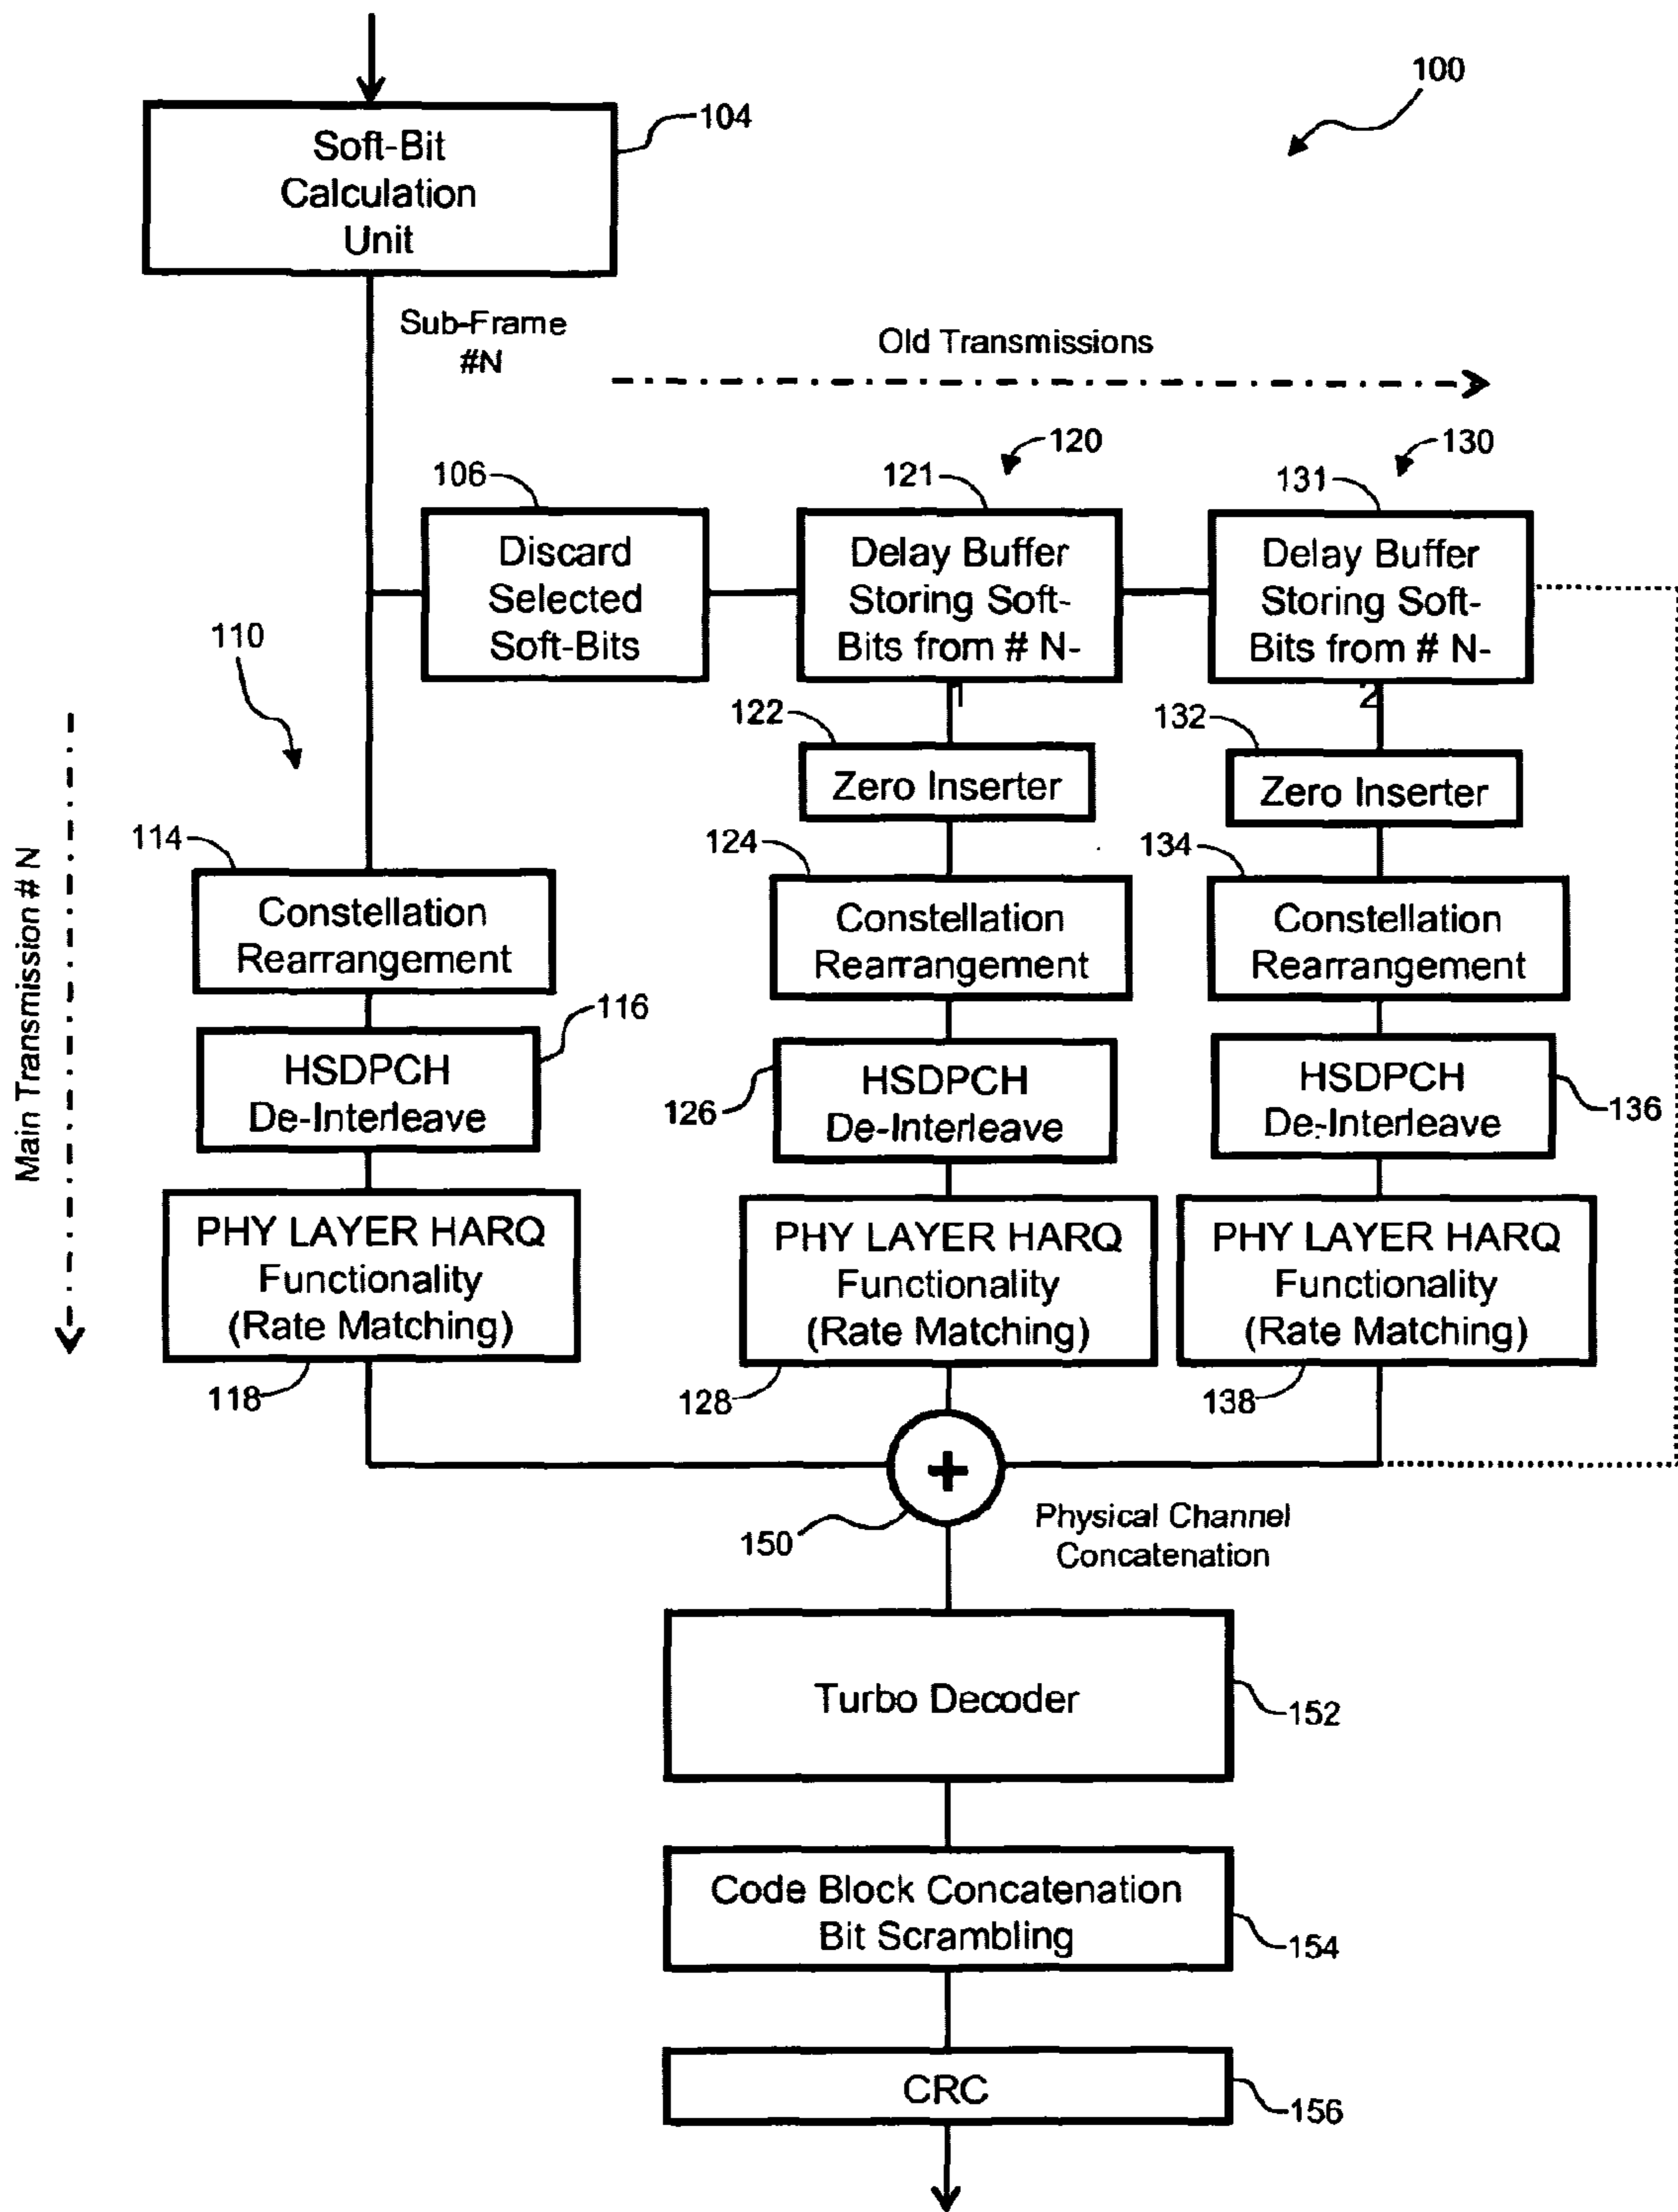 100
104
Soft-Bit
Calculation
Unit
Sub-Frame
#N
Old Transmissions
120
130
106
121
131
Discard
Selected
Soft-Bits
Delay Buffer
Storing Soft-
Bits from # N-
1
Delay Buffer
Storing Soft-
Bits from # N-
2
110
122
132
Zero Inserter
Zero Inserter
Main Transmission # N
114
124
134
Constellation
Rearrangement
Constellation
Rearrangement
Constellation
Rearrangement
116
HSDPCH
De-Interleave
126
HSDPCH
De-Interleave
HSDPCH
De-Interleave
136
PHY LAYER HARQ
Functionality
(Rate Matching)
PHY LAYER HARQ
Functionality
(Rate Matching)
PHY LAYER HARQ
Functionality
(Rate Matching)
118
128
138
+
150
Physical Channel
Concatenation
Turbo Decoder
152
Code Block Concatenation
Bit Scrambling
154
CRC
156